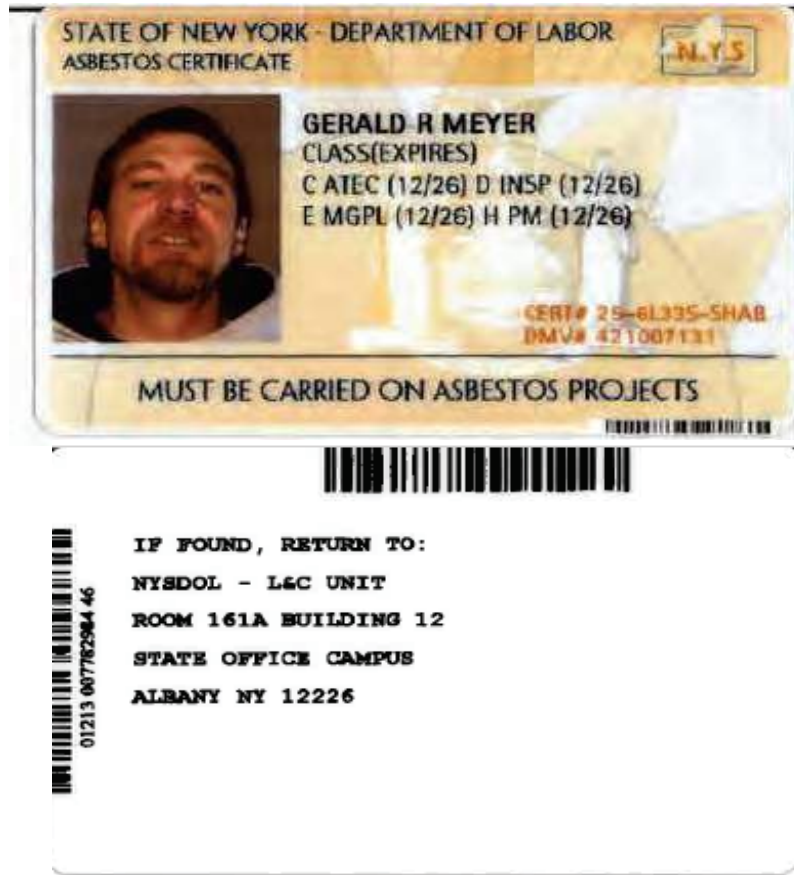 STATE OF NEW YORK - DEPARTMENT OF LABOR
ASBESTOS CERTIFICATE
N.Y.S
GERALD R MEYER
CLASS(EXPIRES)
C ATEC (12/26) D INSP (12/26)
E MGPL (12/26) H PM (12/26)
CERT# 25-6L33S-SHAB
DMV# 421007131
MUST BE CARRIED ON ASBESTOS PROJECTS
IF FOUND, RETURN TO:
NYSDOL - L&C UNIT
ROOM 161A BUILDING 12
STATE OFFICE CAMPUS
ALBANY NY 12226
01213 007782984 46